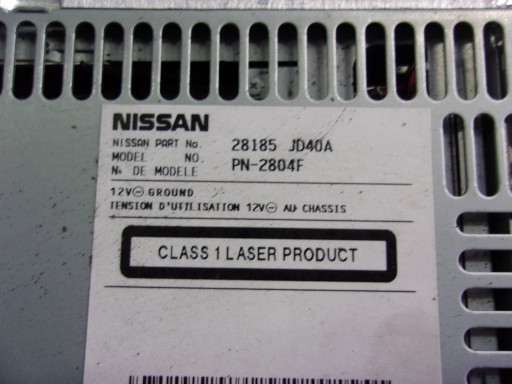 NISSAN
NISSAN PART No. 28185 JD40A
MODEL NO. PN-2804F
No DE MODELE
12V⊖ GROUND
TENSION D'UTILISATION 12V⊖ AU CHASSIS
CLASS 1 LASER PRODUCT